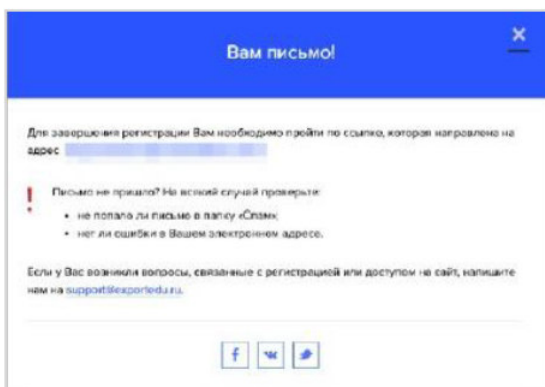 Вам письмо!
Для завершения регистрации Вам необходимо пройти по ссылке, которая направлена на
адрес
Письмо не пришло? На всякий случай проверьте:
не попало ли письмо в папку «Спам»;
нет ли ошибки в Вашем электронном адресе.
Если у Вас возникли вопросы, связанные с регистрацией или доступом на сайт, напишите
нам на support@exportedu.ru.